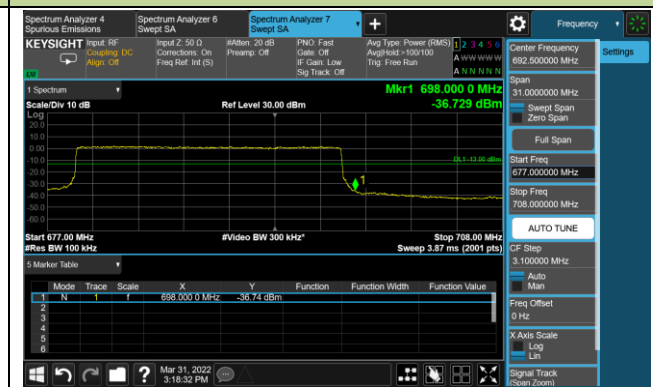 Spectrum Analyzer 4
Spurious Emissions
Spectrum Analyzer 6
Swept SA
Spectrum Analyzer 7
Swept SA
+
Frequency
KEYSIGHT
Input: RF
Coupling: DC
Align: Off
Input Z: 50 Ω
Corrections: On
Freq Ref: Int (S)
#Atten: 20 dB
Preamp: Off
PNO: Fast
Gate: Off
IF Gain: Low
Sig Track: Off
Avg Type: Power (RMS)
Avg|Hold:>100/100
Trig: Free Run
1 2 3 4 5 6
A W W W W W
A N N N N N
LXI
1 Spectrum
Scale/Div 10 dB
Ref Level 30.00 dBm
Mkr1 698.000 0 MHz
-36.729 dBm
Log
20.0
10.0
0.00
-10.0
-20.0
-30.0
-40.0
-50.0
-60.0
DL1 -13.00 dBm
1
Start 677.00 MHz
#Video BW 300 kHz*
Stop 708.00 MHz
#Res BW 100 kHz
Sweep 3.87 ms (2001 pts)
5 Marker Table
Mode Trace Scale X Y Function Function Width Function Value
1 N 1 f 698.000 0 MHz -36.74 dBm
2
3
4
5
6
Mar 31, 2022
3:18:32 PM
?
Center Frequency
692.500000 MHz
Settings
Span
31.0000000 MHz
Swept Span
Zero Span
Full Span
Start Freq
677.000000 MHz
Stop Freq
708.000000 MHz
AUTO TUNE
CF Step
3.100000 MHz
Auto
Man
Freq Offset
0 Hz
X Axis Scale
Log
Lin
Signal Track
(Span Zoom)